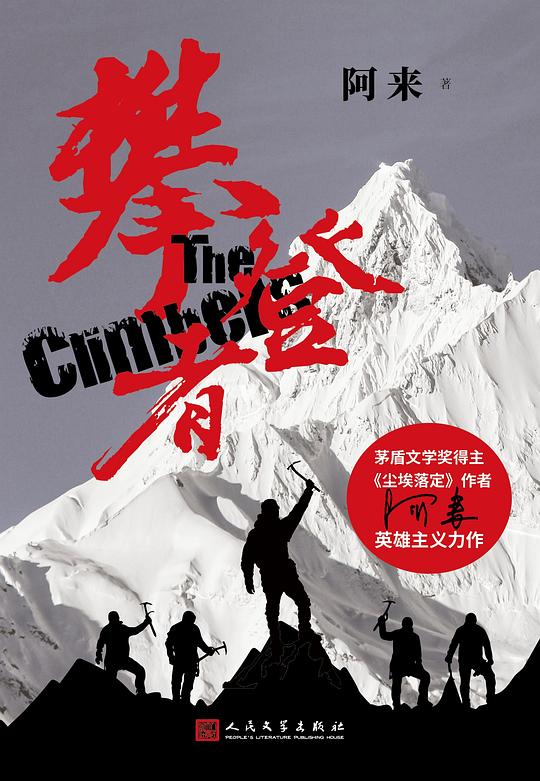 阿来 著
攀登者
The
Climbers
茅盾文学奖得主
《尘埃落定》作者
阿来
英雄主义力作
人民文学出版社
PEOPLE'S LITERATURE PUBLISHING HOUSE